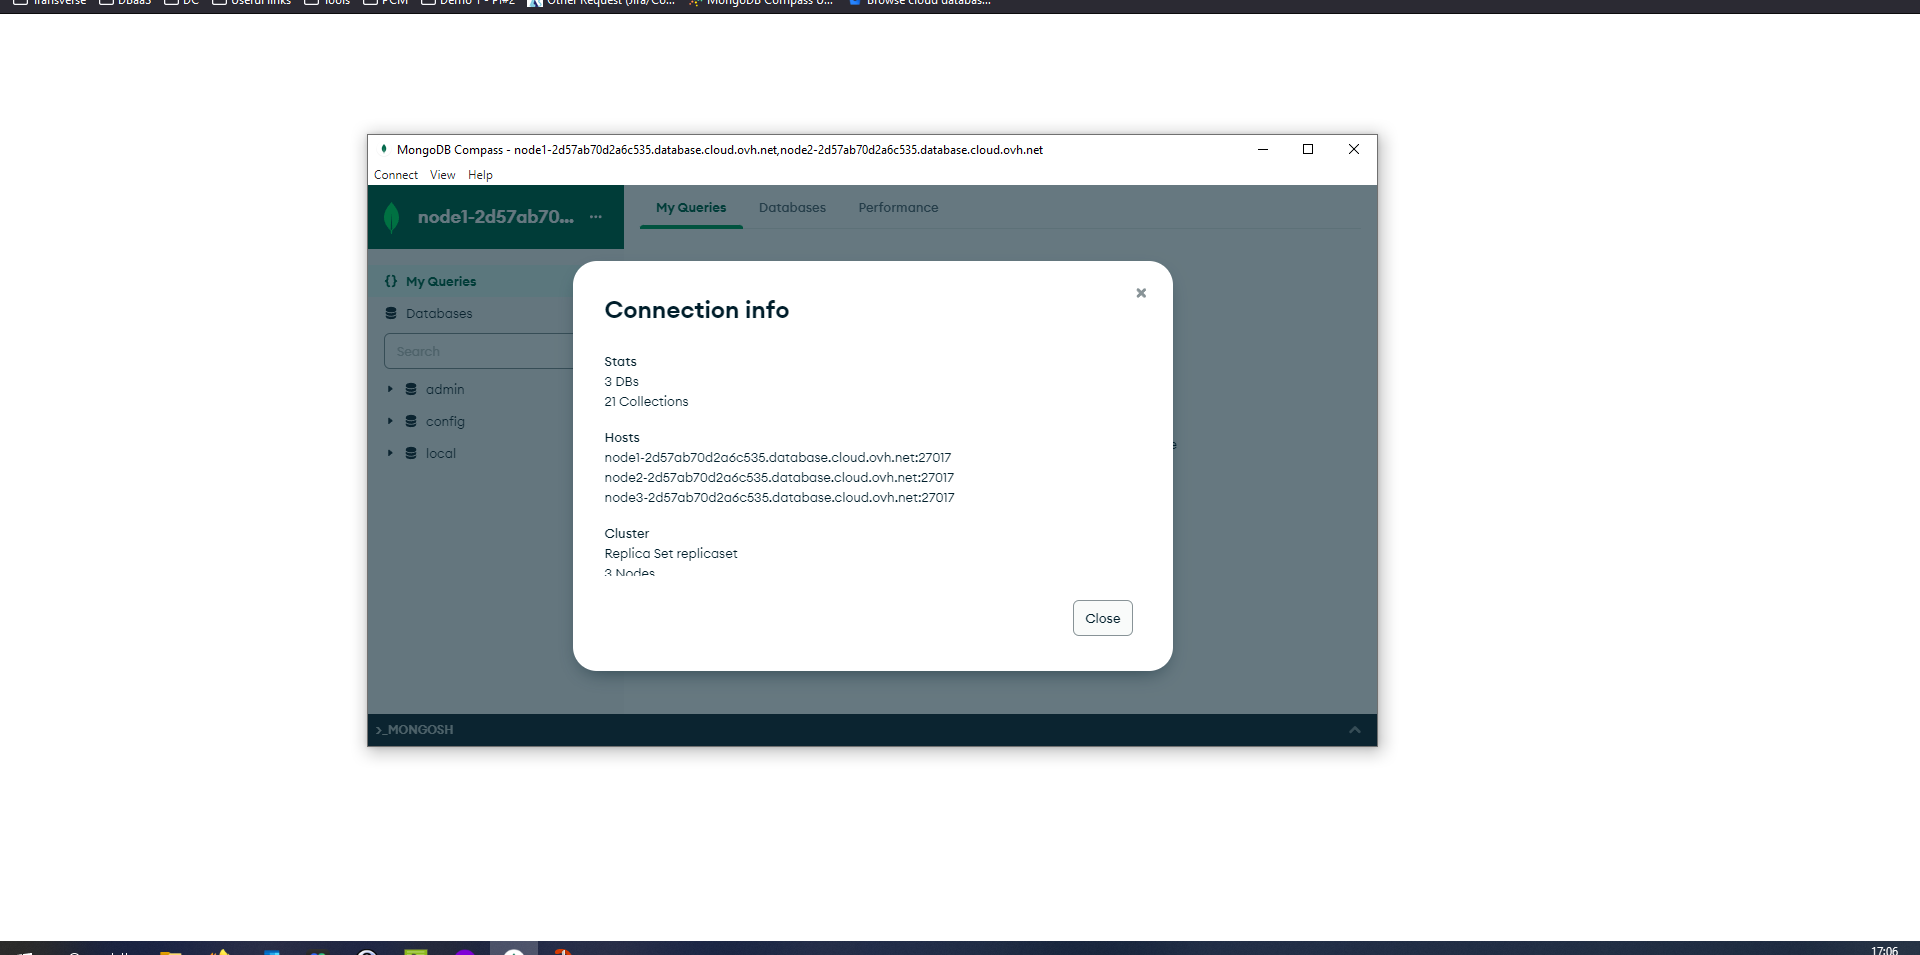 Transverse DBaaS DC Useful links Tools PCM Demo 1 - PI#2 Other Request (Jira/Co... MongoDB Compass o... Browse cloud databas...
MongoDB Compass - node1-2d57ab70d2a6c535.database.cloud.ovh.net,node2-2d57ab70d2a6c535.database.cloud.ovh.net
Connect View Help
node1-2d57ab70... ...
My Queries Databases Performance
{} My Queries
Databases
Search
admin
config
local
Connection info
Stats
3 DBs
21 Collections
Hosts
node1-2d57ab70d2a6c535.database.cloud.ovh.net:27017
node2-2d57ab70d2a6c535.database.cloud.ovh.net:27017
node3-2d57ab70d2a6c535.database.cloud.ovh.net:27017
Cluster
Replica Set replicaset
3 Nodes
Close
>_MONGOSH
17:06